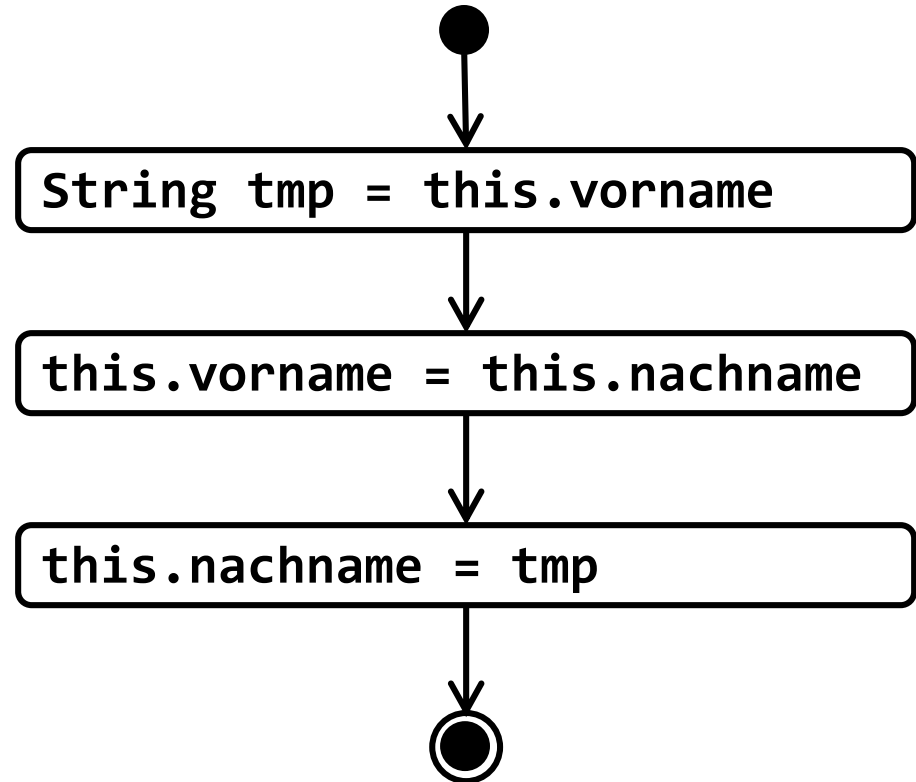 String tmp = this.vorname
this.vorname = this.nachname
this.nachname = tmp